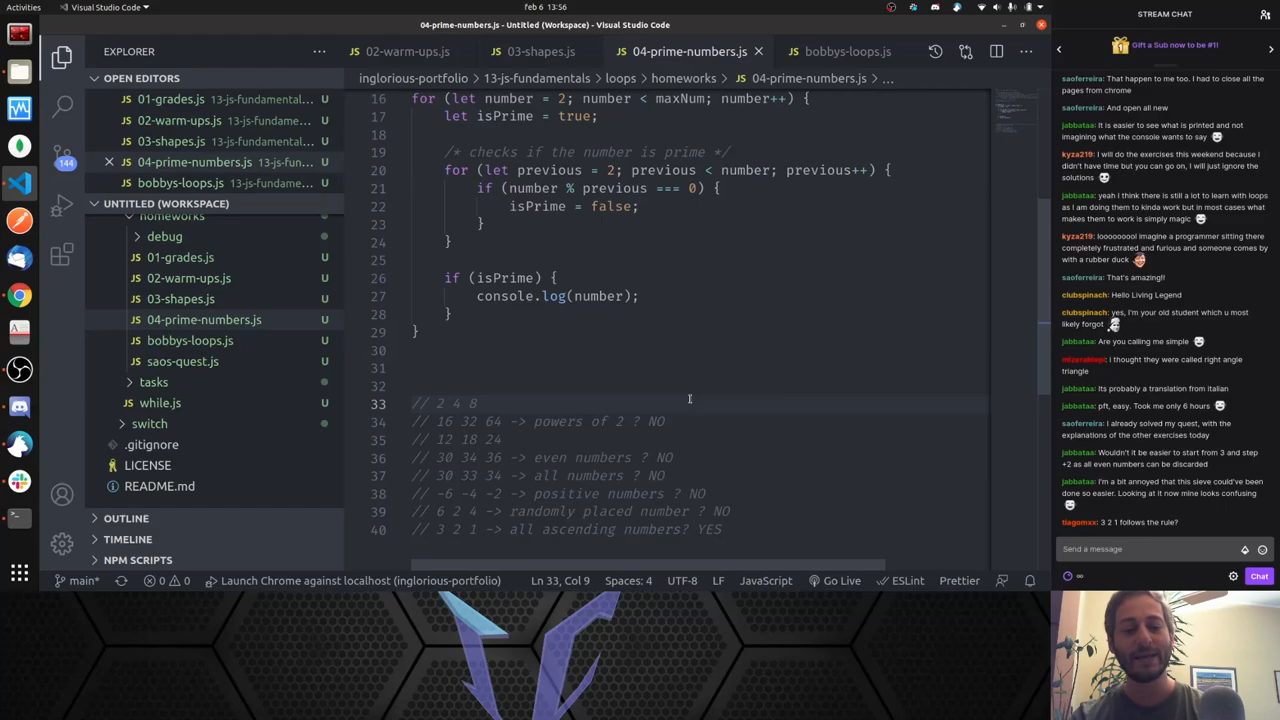 Activities
Visual Studio Code
feb 6 13:56
04-prime-numbers.js - Untitled (Workspace) - Visual Studio Code
EXPLORER
OPEN EDITORS
01-grades.js 13-js-fundamental...
02-warm-ups.js 13-js-fund...
03-shapes.js 13-js-fundamental...
04-prime-numbers.js 13-js-fu...
bobbys-loops.js 13-js-fundam...
UNTITLED (WORKSPACE)
homeworks
debug
01-grades.js U
02-warm-ups.js U
03-shapes.js U
04-prime-numbers.js U
bobbys-loops.js U
saos-quest.js U
tasks
while.js U
switch
.gitignore
LICENSE
README.md
OUTLINE
TIMELINE
NPM SCRIPTS
144
02-warm-ups.js
03-shapes.js
04-prime-numbers.js
bobbys-loops.js
inglorious-portfolio > 13-js-fundamentals > loops > homeworks > 04-prime-numbers.js > ...
16 for (let number = 2; number < maxNum; number++) {
17 let isPrime = true;
18
19 /* checks if the number is prime */
20 for (let previous = 2; previous < number; previous++) {
21 if (number % previous === 0) {
22 isPrime = false;
23 }
24 }
25
26 if (isPrime) {
27 console.log(number);
28 }
29 }
30
31
32
33 // 2 4 8
34 // 16 32 64 -> powers of 2 ? NO
35 // 12 18 24
36 // 30 34 36 -> even numbers ? NO
37 // 30 33 34 -> all numbers ? NO
38 // -6 -4 -2 -> positive numbers ? NO
39 // 6 2 4 -> randomly placed number ? NO
40 // 3 2 1 -> all ascending numbers? YES
main*
0 0
Launch Chrome against localhost (inglorious-portfolio)
Ln 33, Col 9
Spaces: 4
UTF-8
LF
JavaScript
Go Live
ESLint
Prettier
STREAM CHAT
Gift a Sub now to be #1!
saoferreira: That happen to me too. I had to close all the
pages from chrome
saoferreira: And open all new
jabbataa: It is easier to see what is printed and not
imagining what the console wants to say
kyza219: I will do the exercises this weekend because I
didn't have time but you can go on, I will just ignore the
solutions
jabbataa: yeah I think there is still a lot to learn with loops
as I am doing them to kinda work but in most cases what
makes them to work is simply magic
kyza219: looooooool imagine a programmer sitting there
completely frustrated and furious and someone comes by
with a rubber duck
saoferreira: That's amazing!!
clubspinach: Hello Living Legend
clubspinach: yes, I'm your old student which u most
likely forgot
jabbataa: Are you calling me simple
I thought they were called right angle
triangle
jabbataa: Its probably a translation from italian
jabbataa: pft, easy. Took me only 6 hours
saoferreira: I already solved my quest, with the
explanations of the other exercises today
jabbataa: Wouldn't it be easier to start from 3 and step
+2 as all even numbers can be discarded
jabbataa: I'm a bit annoyed that this sieve could've been
done so easier. Looking at it now mine looks confusing
tiagomxx: 3 2 1 follows the rule?
Send a message
Chat